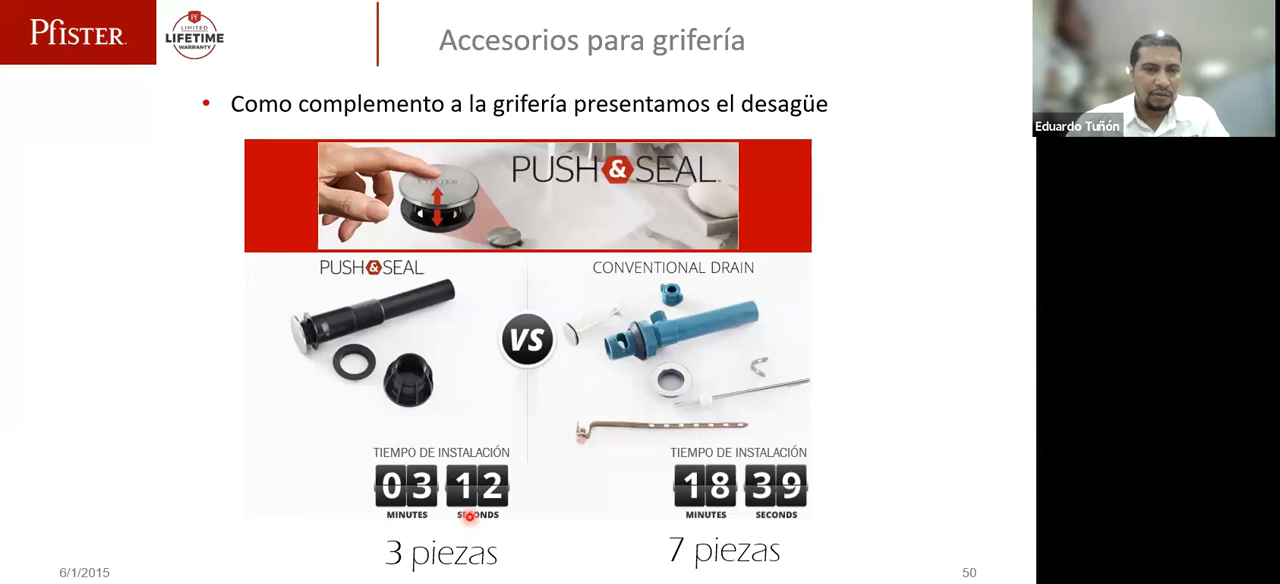 PFISTER
LIMITED
LIFETIME
WARRANTY
Accesorios para grifería
Eduardo Tuñón
• Como complemento a la grifería presentamos el desagüe
PUSH & SEAL
PUSH & SEAL
CONVENTIONAL DRAIN
VS
TIEMPO DE INSTALACIÓN
TIEMPO DE INSTALACIÓN
03 12
18 39
MINUTES SECONDS
MINUTES SECONDS
3 piezas
7 piezas
6/1/2015
50